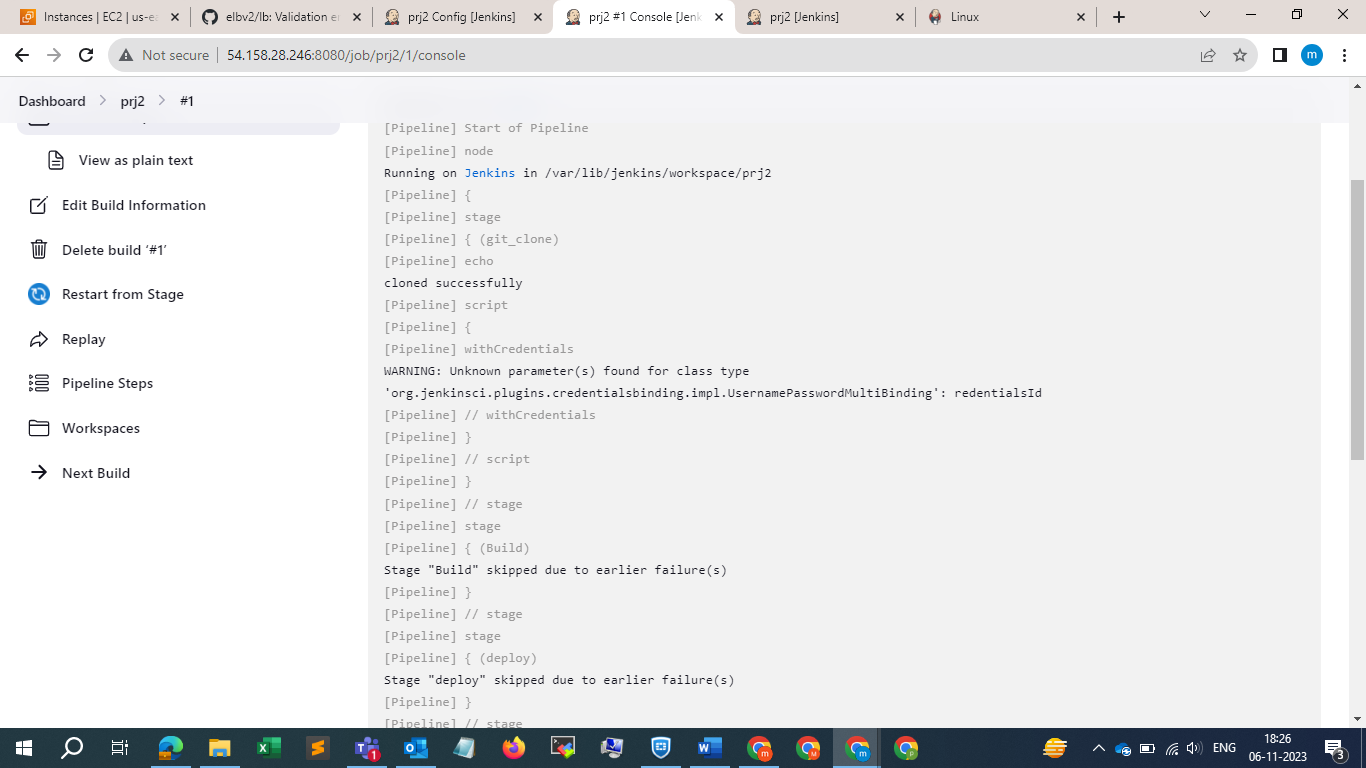 Instances | EC2 | us-ea
elbv2/lb: Validation er
prj2 Config [Jenkins]
prj2 #1 Console [Jenk
prj2 [Jenkins]
Linux
Not secure
54.158.28.246:8080/job/prj2/1/console
m
Dashboard
prj2
#1
View as plain text
Edit Build Information
Delete build ‘#1’
Restart from Stage
Replay
Pipeline Steps
Workspaces
Next Build
[Pipeline] Start of Pipeline
[Pipeline] node
Running on Jenkins in /var/lib/jenkins/workspace/prj2
[Pipeline] {
[Pipeline] stage
[Pipeline] { (git_clone)
[Pipeline] echo
cloned successfully
[Pipeline] script
[Pipeline] {
[Pipeline] withCredentials
WARNING: Unknown parameter(s) found for class type
'org.jenkinsci.plugins.credentialsbinding.impl.UsernamePasswordMultiBinding': redentialsId
[Pipeline] // withCredentials
[Pipeline] }
[Pipeline] // script
[Pipeline] }
[Pipeline] // stage
[Pipeline] stage
[Pipeline] { (Build)
Stage "Build" skipped due to earlier failure(s)
[Pipeline] }
[Pipeline] // stage
[Pipeline] stage
[Pipeline] { (deploy)
Stage "deploy" skipped due to earlier failure(s)
[Pipeline] }
[Pipeline] // stage
ENG
18:26
06-11-2023
3